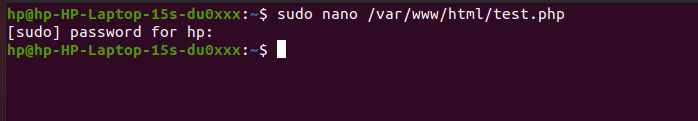 hp@hp-HP-Laptop-15s-du0xxx:~$ sudo nano /var/www/html/test.php
[sudo] password for hp:
hp@hp-HP-Laptop-15s-du0xxx:~$